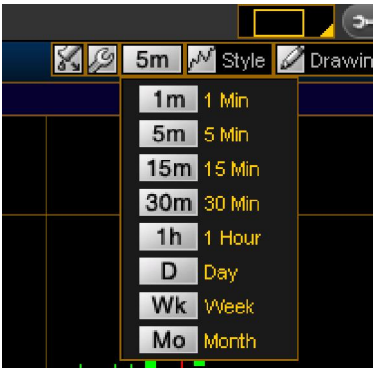 5m Style Drawin
1m 1 Min
5m 5 Min
15m 15 Min
30m 30 Min
1h 1 Hour
D Day
Wk Week
Mo Month